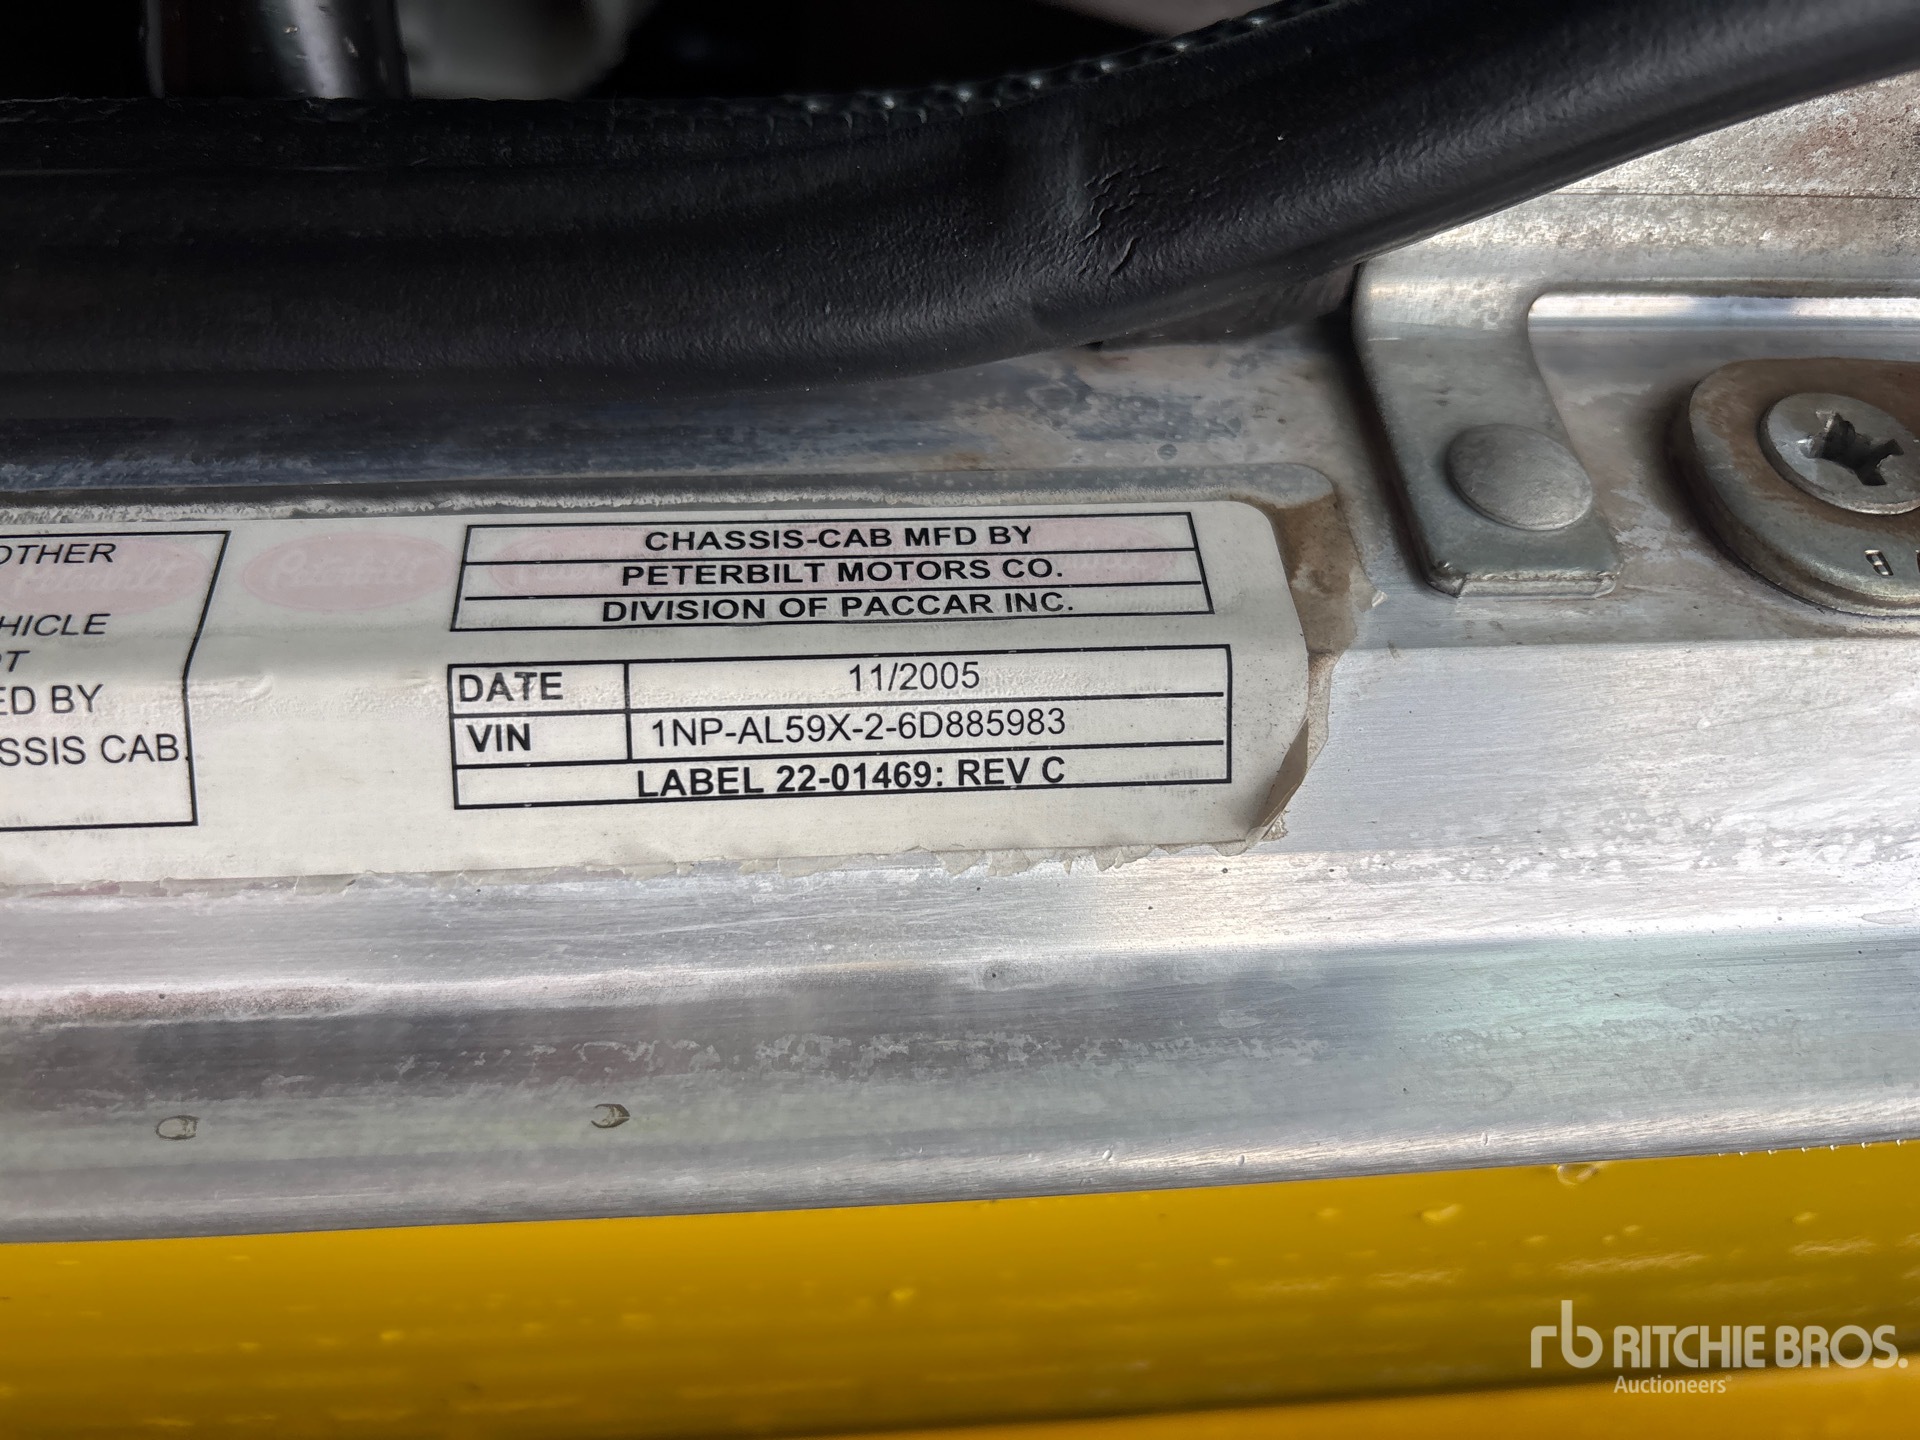 OTHER
HICLE
OT
ED BY
SSIS CAB.
CHASSIS-CAB MFD BY
PETERBILT MOTORS CO.
DIVISION OF PACCAR INC.
DATE 11/2005
VIN 1NP-AL59X-2-6D885983
LABEL 22-01469: REV C
rb RITCHIE BROS.
Auctioneers